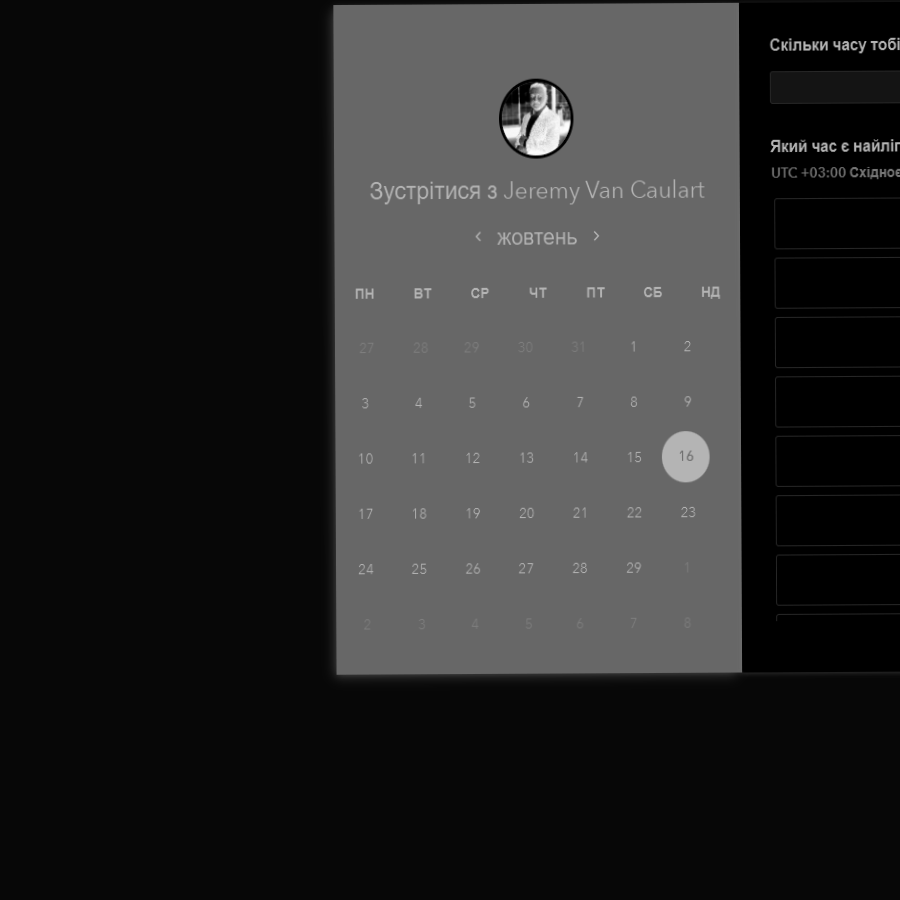 Зустрітися з Jeremy Van Caulart
жовтень
ПН ВТ СР ЧТ ПТ СБ НД
27 28 29 30 31 1 2
3 4 5 6 7 8 9
10 11 12 13 14 15 16
17 18 19 20 21 22 23
24 25 26 27 28 29 1
2 3 4 5 6 7 8
Скільки часу тобі
Який час є
UTC +03:00